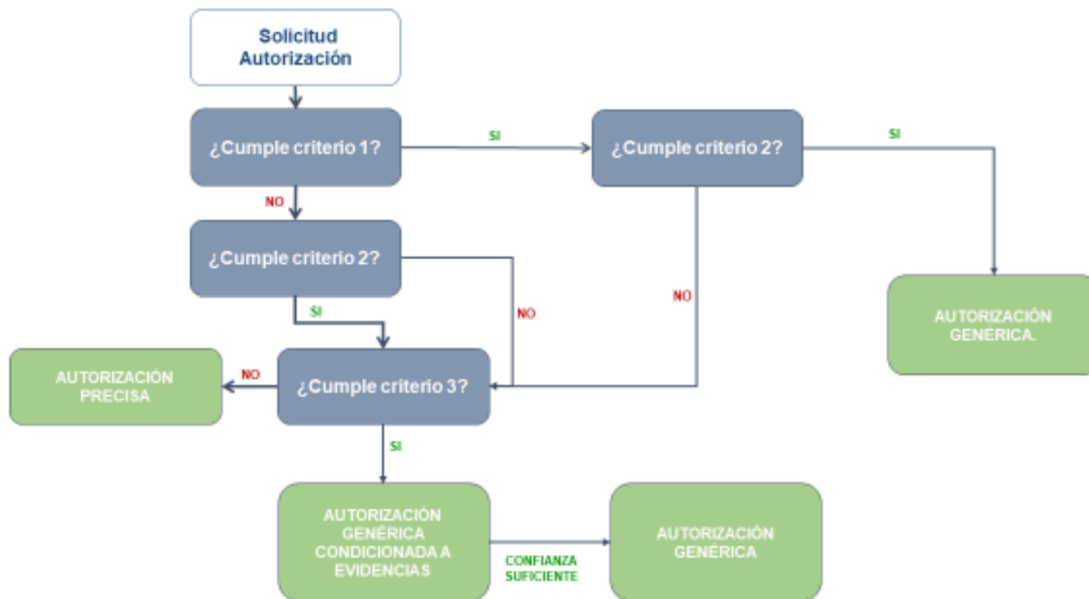 Solicitud
Autorización
¿Cumple criterio 1?
SI
¿Cumple criterio 2?
SI
NO
¿Cumple criterio 2?
SI
NO
NO
AUTORIZACIÓN
GENÉRICA.
AUTORIZACIÓN
PRECISA
NO
¿Cumple criterio 3?
SI
AUTORIZACIÓN
GENÉRICA
CONDICIONADA A
EVIDENCIAS
CONFIANZA
SUFICIENTE
AUTORIZACIÓN
GENÉRICA